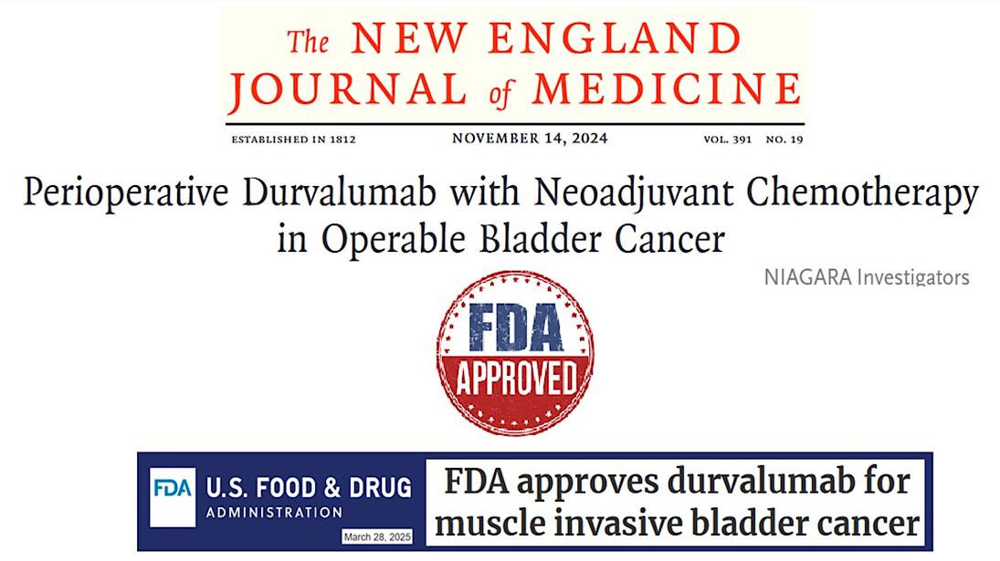 The NEW ENGLAND
JOURNAL of MEDICINE
ESTABLISHED IN 1812 NOVEMBER 14, 2024 VOL. 391 NO. 19
Perioperative Durvalumab with Neoadjuvant Chemotherapy
in Operable Bladder Cancer
NIAGARA Investigators
FDA
APPROVED
FDA U.S. FOOD & DRUG
ADMINISTRATION
March 28, 2025
FDA approves durvalumab for
muscle invasive bladder cancer